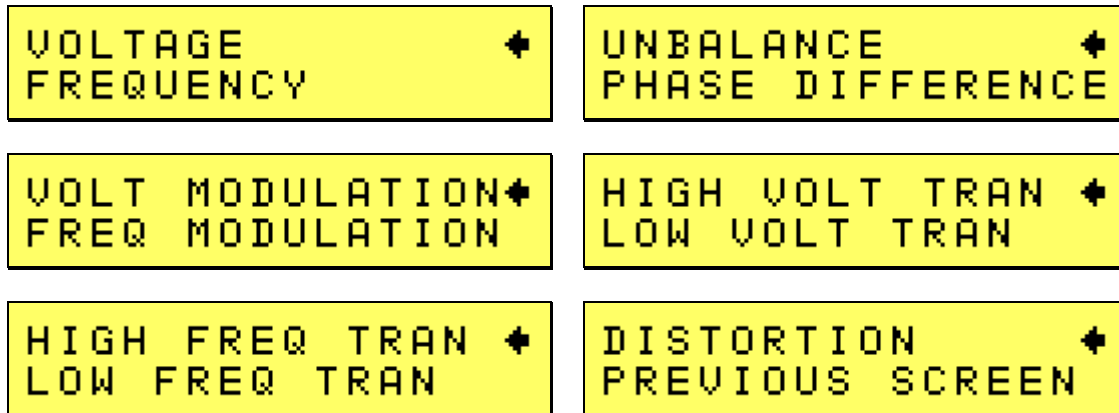 VOLTAGE
FREQUENCY
UNBALANCE
PHASE DIFFERENCE
VOLT MODULATION
FREQ MODULATION
HIGH VOLT TRAN
LOW VOLT TRAN
HIGH FREQ TRAN
LOW FREQ TRAN
DISTORTION
PREVIOUS SCREEN